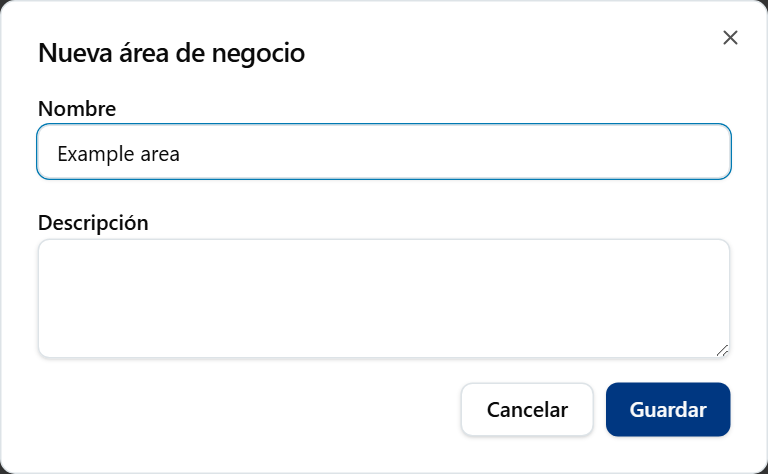 Nueva área de negocio
Nombre
Example area
Descripción
Cancelar
Guardar